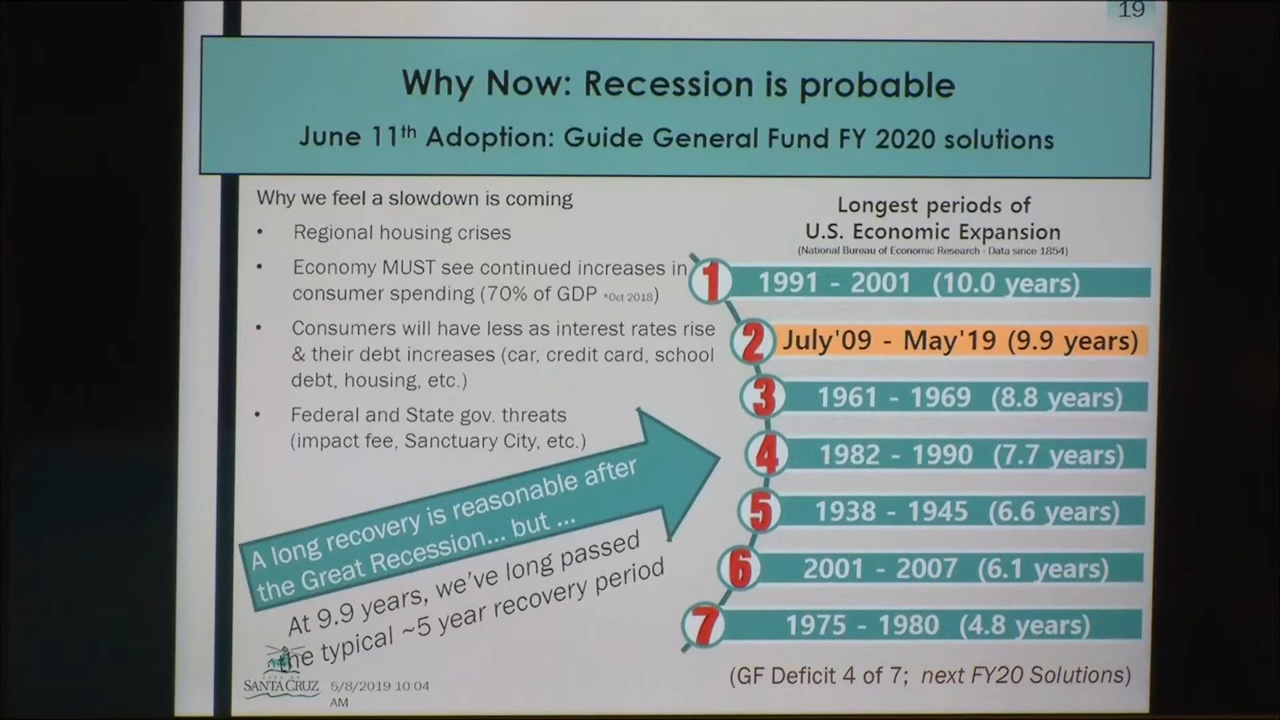 19
Why Now: Recession is probable
June 11th Adoption: Guide General Fund FY 2020 solutions
Why we feel a slowdown is coming
• Regional housing crises
• Economy MUST see continued increases in
consumer spending (70% of GDP *Oct 2018)
• Consumers will have less as interest rates rise
& their debt increases (car, credit card, school
debt, housing, etc.)
• Federal and State gov. threats
(impact fee, Sanctuary City, etc.)
A long recovery is reasonable after
the Great Recession... but ...
At 9.9 years, we've long passed
the typical ~5 year recovery period
SANTA CRUZ
5/8/2019 10:04
AM
Longest periods of
U.S. Economic Expansion
(National Bureau of Economic Research - Data since 1854)
1 1991 - 2001 (10.0 years)
2 July'09 - May'19 (9.9 years)
3 1961 - 1969 (8.8 years)
4 1982 - 1990 (7.7 years)
5 1938 - 1945 (6.6 years)
6 2001 - 2007 (6.1 years)
7 1975 - 1980 (4.8 years)
(GF Deficit 4 of 7; next FY20 Solutions)